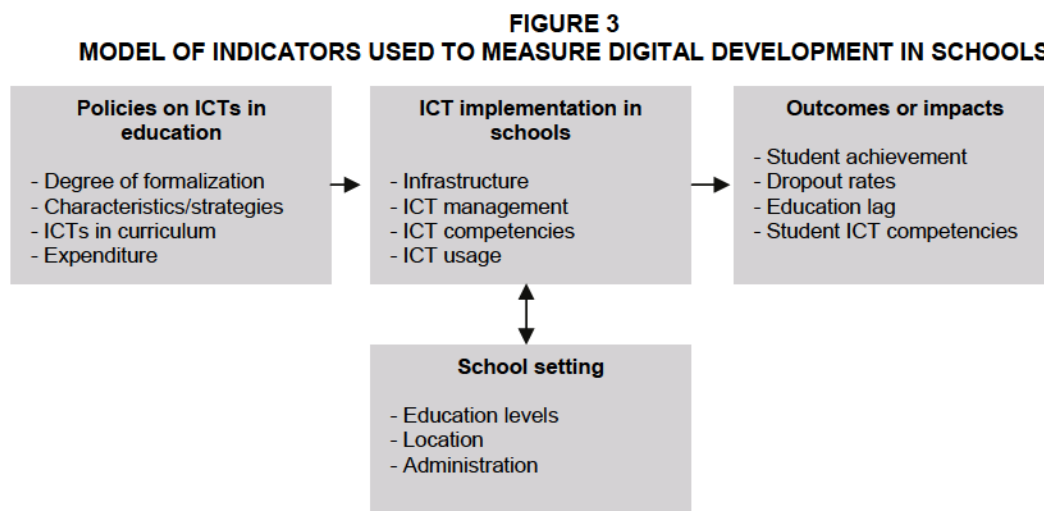 FIGURE 3
MODEL OF INDICATORS USED TO MEASURE DIGITAL DEVELOPMENT IN SCHOOLS
Policies on ICTs in
education
- Degree of formalization
- Characteristics/strategies
- ICTs in curriculum
- Expenditure
ICT implementation in
schools
- Infrastructure
- ICT management
- ICT competencies
- ICT usage
Outcomes or impacts
- Student achievement
- Dropout rates
- Education lag
- Student ICT competencies
School setting
- Education levels
- Location
- Administration